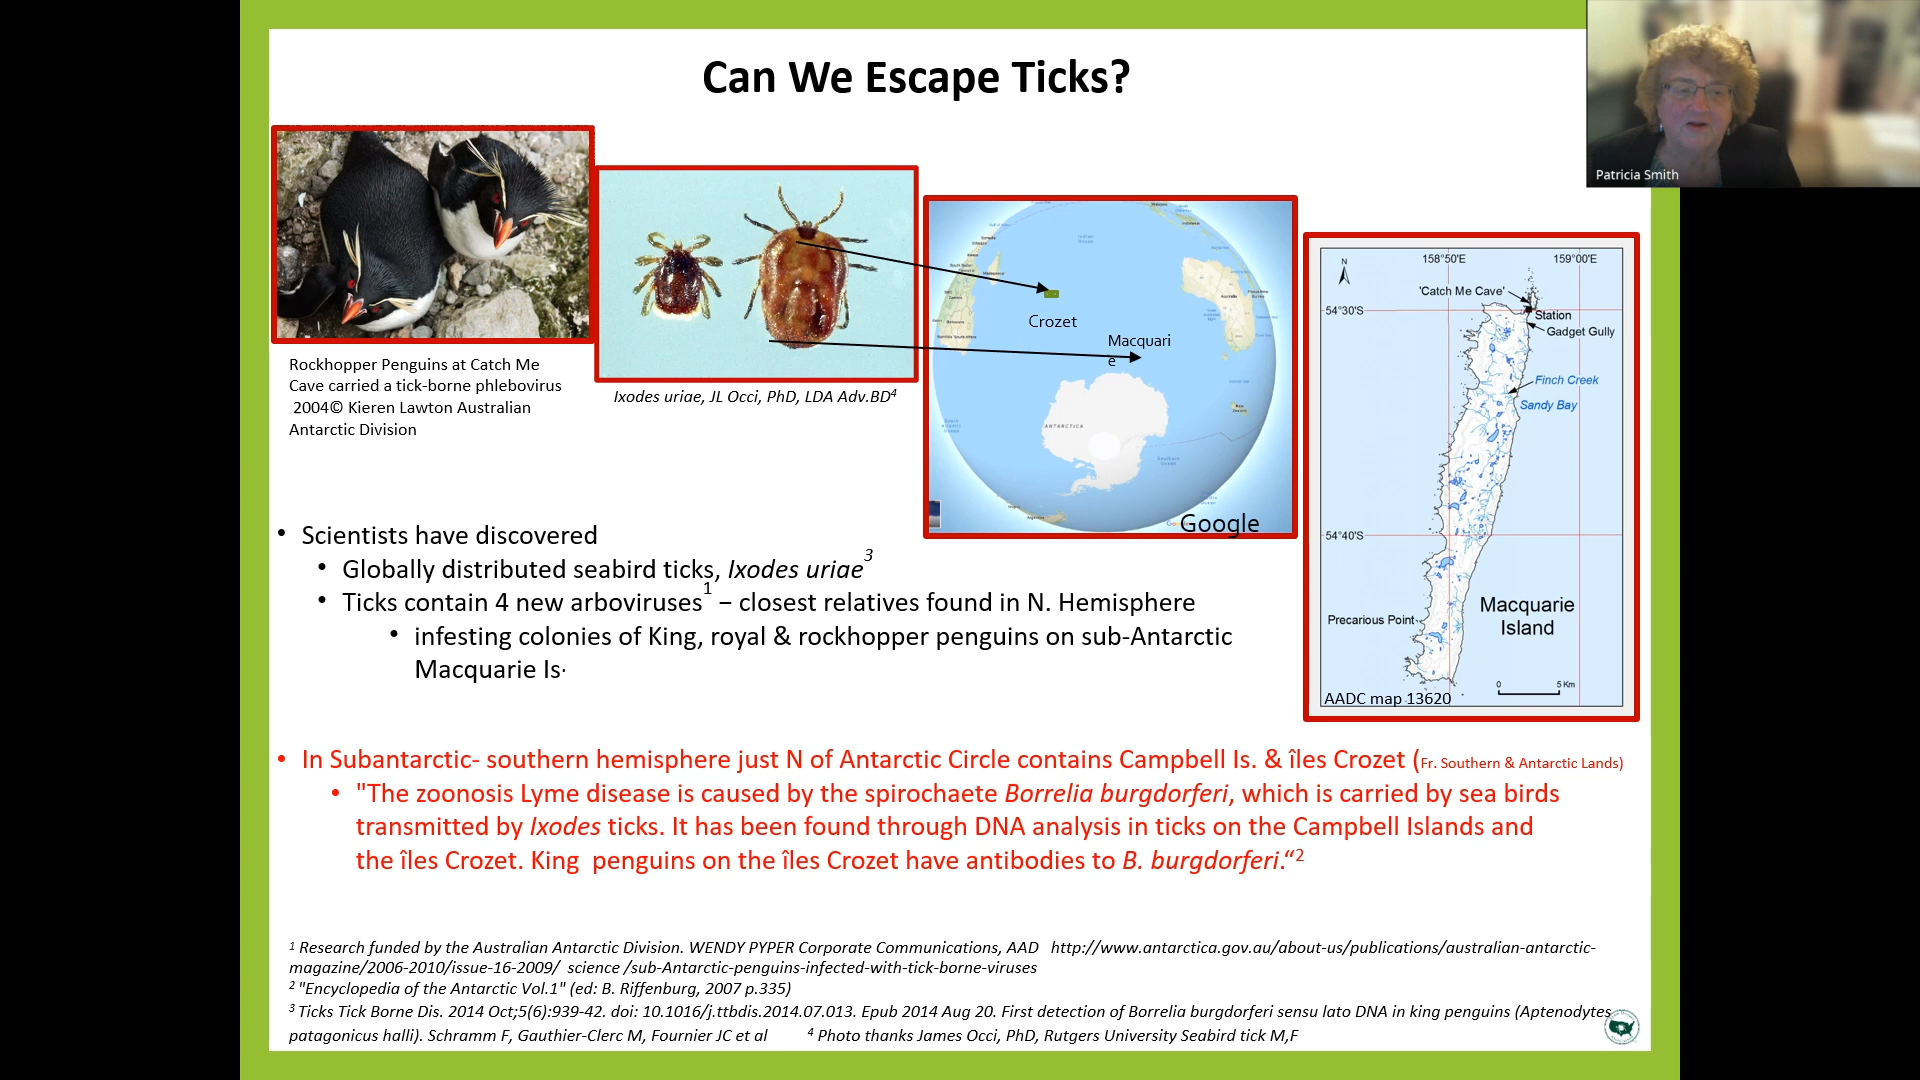 Can We Escape Ticks?
Patricia Smith
Rockhopper Penguins at Catch Me
Cave carried a tick-borne phlebovirus
2004© Kieren Lawton Australian
Antarctic Division
Ixodes uriae, JL Occi, PhD, LDA Adv.BD4
Crozet
Macquari
e
ANTARCTICA
Google
158°50'E
159°00'E
N
'Catch Me Cave'
54°30'S
Station
Gadget Gully
Finch Creek
Sandy Bay
54°40'S
Macquarie
Island
Precarious Point
0 5 Km
AADC map 13620
• Scientists have discovered
• Globally distributed seabird ticks, Ixodes uriae3
• Ticks contain 4 new arboviruses1 – closest relatives found in N. Hemisphere
• infesting colonies of King, royal & rockhopper penguins on sub-Antarctic
Macquarie Is.
• In Subantarctic- southern hemisphere just N of Antarctic Circle contains Campbell Is. & îles Crozet (Fr. Southern & Antarctic Lands)
• "The zoonosis Lyme disease is caused by the spirochaete Borrelia burgdorferi, which is carried by sea birds
transmitted by Ixodes ticks. It has been found through DNA analysis in ticks on the Campbell Islands and
the îles Crozet. King penguins on the îles Crozet have antibodies to B. burgdorferi.“2
1 Research funded by the Australian Antarctic Division. WENDY PYPER Corporate Communications, AAD http://www.antarctica.gov.au/about-us/publications/australian-antarctic-
magazine/2006-2010/issue-16-2009/ science /sub-Antarctic-penguins-infected-with-tick-borne-viruses
2 "Encyclopedia of the Antarctic Vol.1" (ed: B. Riffenburg, 2007 p.335)
3 Ticks Tick Borne Dis. 2014 Oct;5(6):939-42. doi: 10.1016/j.ttbdis.2014.07.013. Epub 2014 Aug 20. First detection of Borrelia burgdorferi sensu lato DNA in king penguins (Aptenodytes
patagonicus halli). Schramm F, Gauthier-Clerc M, Fournier JC et al 4 Photo thanks James Occi, PhD, Rutgers University Seabird tick M,F